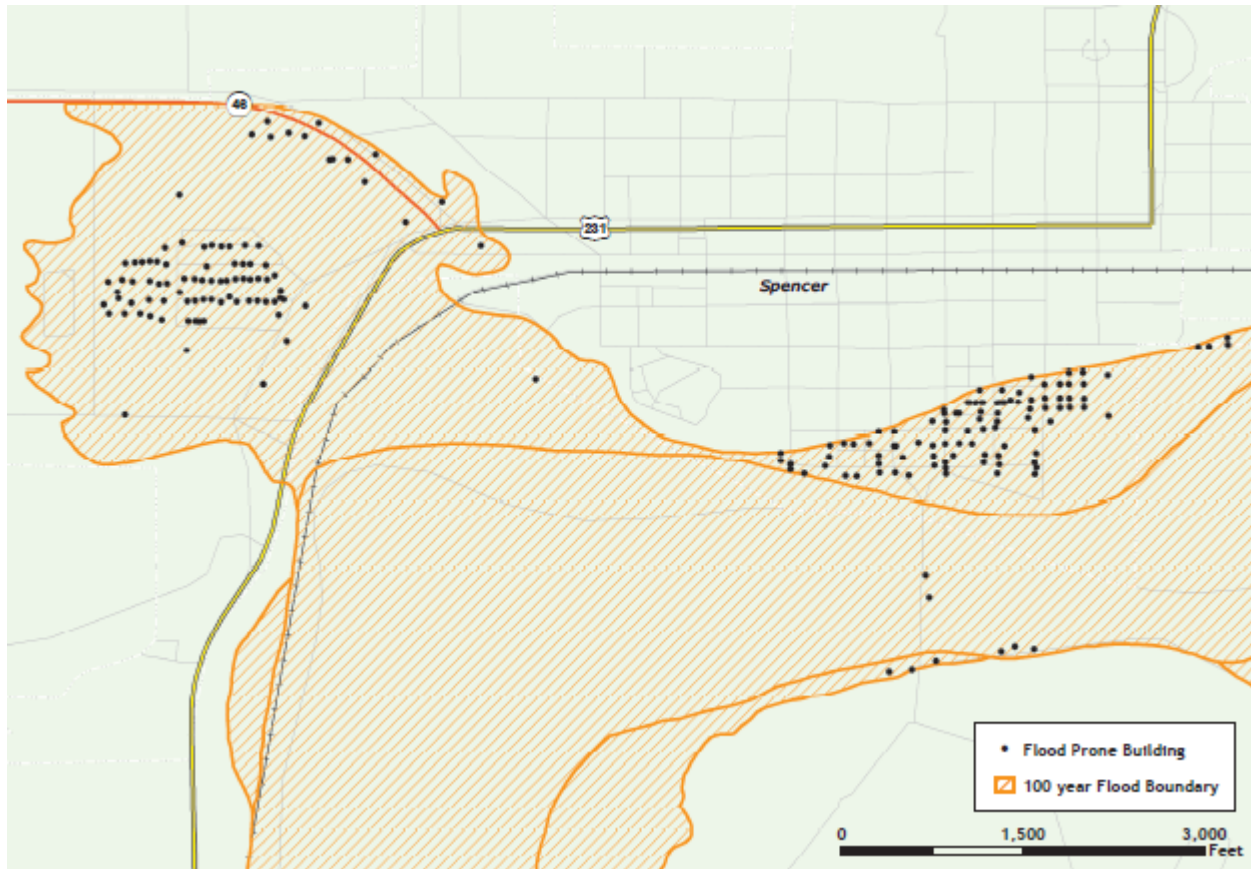 46
231
Spencer
Flood Prone Building
100 year Flood Boundary
0 1,500 3,000
Feet